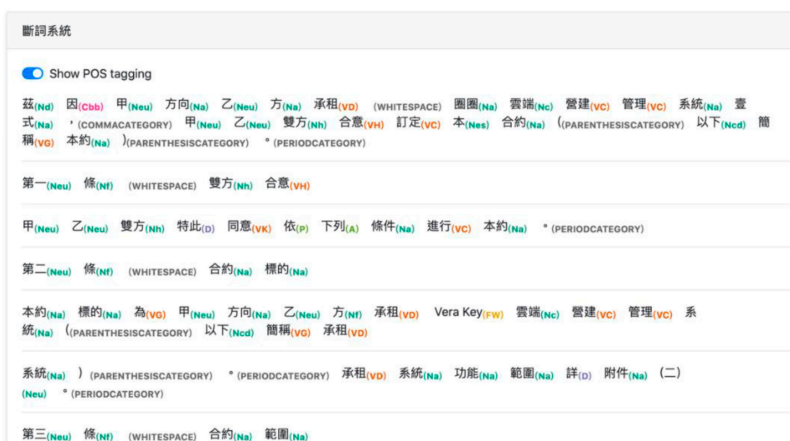 斷詞系統
Show POS tagging
茲(Nd) 因(Cbb) 甲(Neu) 方向(Na) 乙(Neu) 方(Na) 承租(VD) (WHITESPACE) 圈圈(Na) 雲端(Nc) 營建(VC) 管理(VC) 系統(Na) 壹
式(Na) ，(COMMACATEGORY) 甲(Neu) 乙(Neu) 雙方(Nh) 合意(VH) 訂定(VC) 本(Nes) 合約(Na) ((PARENTHESISCATEGORY) 以下(Ncd) 簡
稱(VG) 本約(Na) )(PARENTHESISCATEGORY) 。(PERIODCATEGORY)
第一(Neu) 條(Nf) (WHITESPACE) 雙方(Nh) 合意(VH)
甲(Neu) 乙(Neu) 雙方(Nh) 特此(D) 同意(VK) 依(P) 下列(A) 條件(Na) 進行(VC) 本約(Na) 。(PERIODCATEGORY)
第二(Neu) 條(Nf) (WHITESPACE) 合約(Na) 標的(Na)
本約(Na) 標的(Na) 為(VG) 甲(Neu) 方向(Na) 乙(Neu) 方(Nf) 承租(VD) Vera Key(FW) 雲端(Nc) 營建(VC) 管理(VC) 系
統(Na) ((PARENTHESISCATEGORY) 以下(Ncd) 簡稱(VG) 承租(VD)
系統(Na) ) (PARENTHESISCATEGORY) 。(PERIODCATEGORY) 承租(VD) 系統(Na) 功能(Na) 範圍(Na) 詳(D) 附件(Na) (二)
(Neu) 。(PERIODCATEGORY)
第三(Neu) 條(Nf) (WHITESPACE) 合約(Na) 範圍(Na)